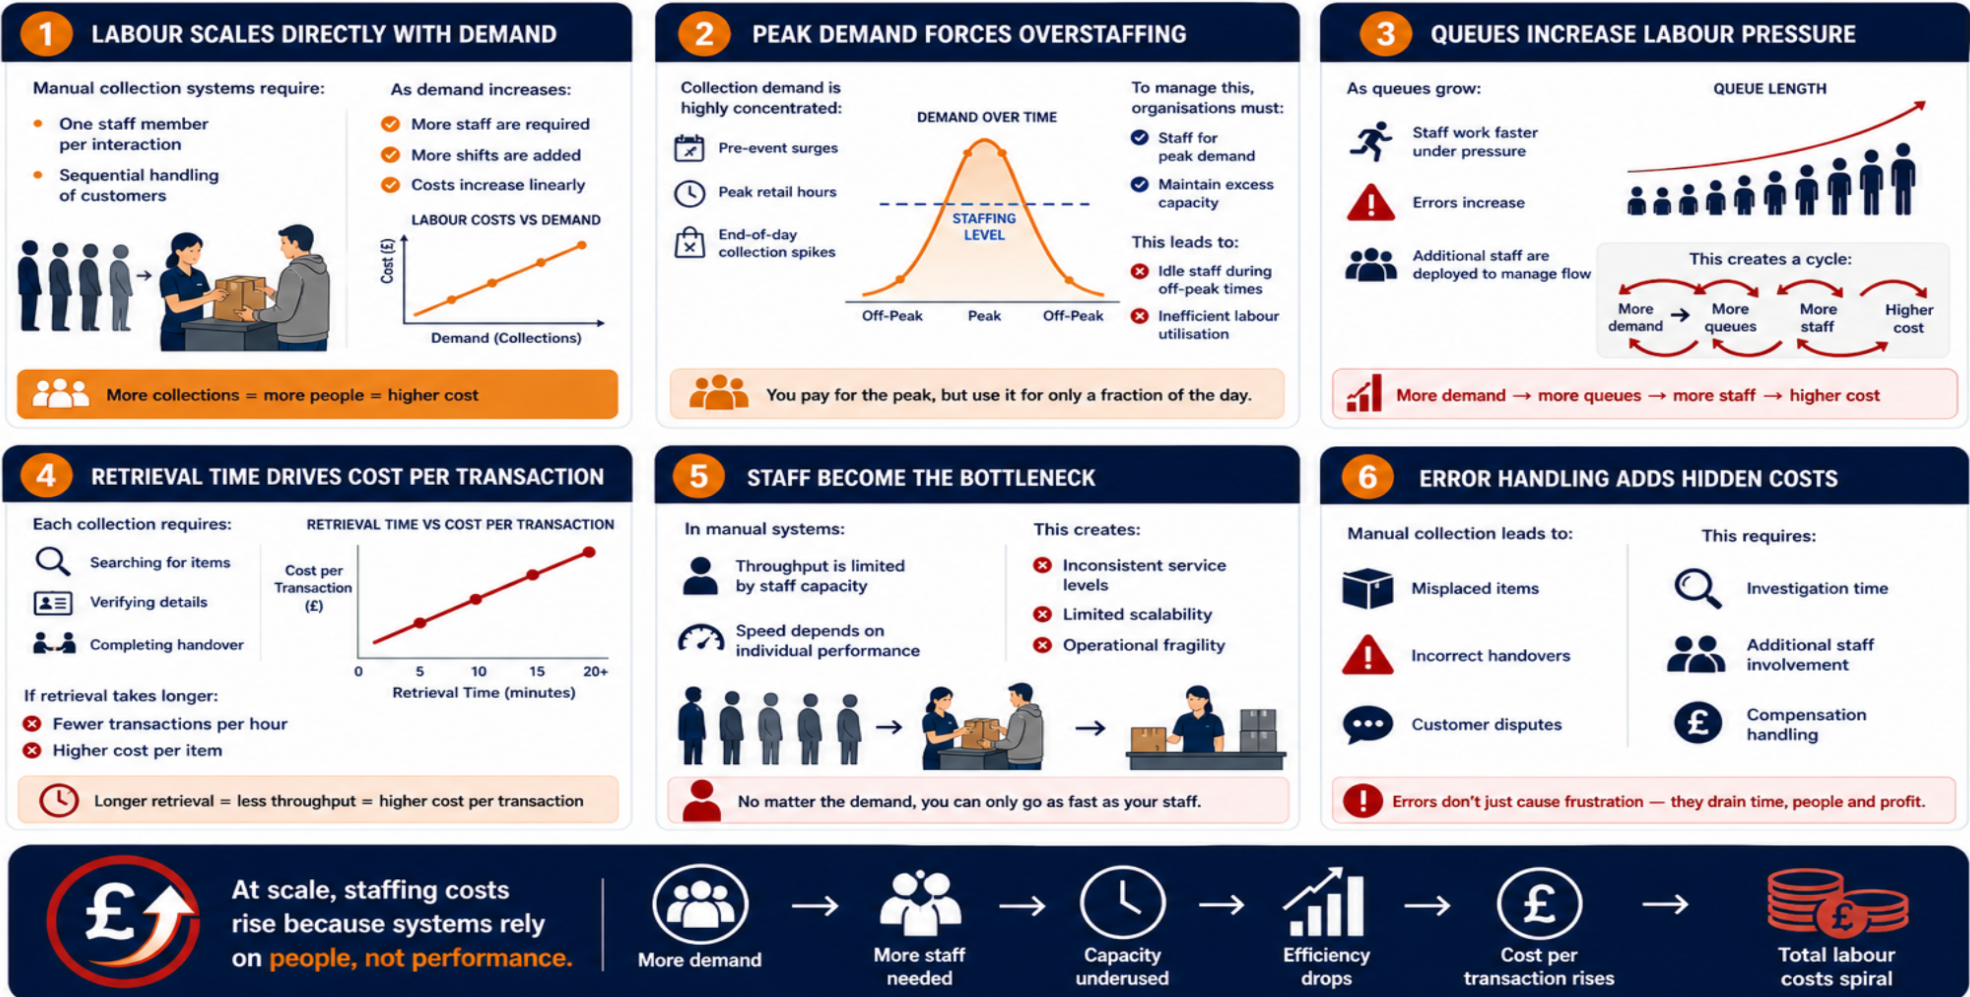 1 LABOUR SCALES DIRECTLY WITH DEMAND
Manual collection systems require:
• One staff member
per interaction
• Sequential handling
of customers
As demand increases:
More staff are required
More shifts are added
Costs increase linearly
LABOUR COSTS VS DEMAND
Cost (£)
Demand (Collections)
More collections = more people = higher cost
2 PEAK DEMAND FORCES OVERSTAFFING
Collection demand is
highly concentrated:
Pre-event surges
Peak retail hours
End-of-day
collection spikes
DEMAND OVER TIME
STAFFING
LEVEL
Off-Peak Peak Off-Peak
To manage this,
organisations must:
Staff for
peak demand
Maintain excess
capacity
This leads to:
Idle staff during
off-peak times
Inefficient labour
utilisation
You pay for the peak, but use it for only a fraction of the day.
3 QUEUES INCREASE LABOUR PRESSURE
As queues grow:
Staff work faster
under pressure
Errors increase
Additional staff are
deployed to manage flow
QUEUE LENGTH
This creates a cycle:
More
demand
→
More
queues
More
staff
Higher
cost
More demand → more queues → more staff → higher cost
4 RETRIEVAL TIME DRIVES COST PER TRANSACTION
Each collection requires:
Searching for items
Verifying details
Completing handover
RETRIEVAL TIME VS COST PER TRANSACTION
Cost per
Transaction
(£)
0 5 10 15 20+
Retrieval Time (minutes)
If retrieval takes longer:
Fewer transactions per hour
Higher cost per item
Longer retrieval = less throughput = higher cost per transaction
5 STAFF BECOME THE BOTTLENECK
In manual systems:
Throughput is limited
by staff capacity
Speed depends on
individual performance
This creates:
Inconsistent service
levels
Limited scalability
Operational fragility
No matter the demand, you can only go as fast as your staff.
6 ERROR HANDLING ADDS HIDDEN COSTS
Manual collection leads to:
Misplaced items
Incorrect handovers
Customer disputes
This requires:
Investigation time
Additional staff
involvement
£
Compensation
handling
Errors don't just cause frustration — they drain time, people and profit.
£
At scale, staffing costs
rise because systems rely
on people, not performance.
More demand
→
More staff
needed
→
Capacity
underused
→
Efficiency
drops
→
£
Cost per
transaction rises
→
£
Total labour
costs spiral